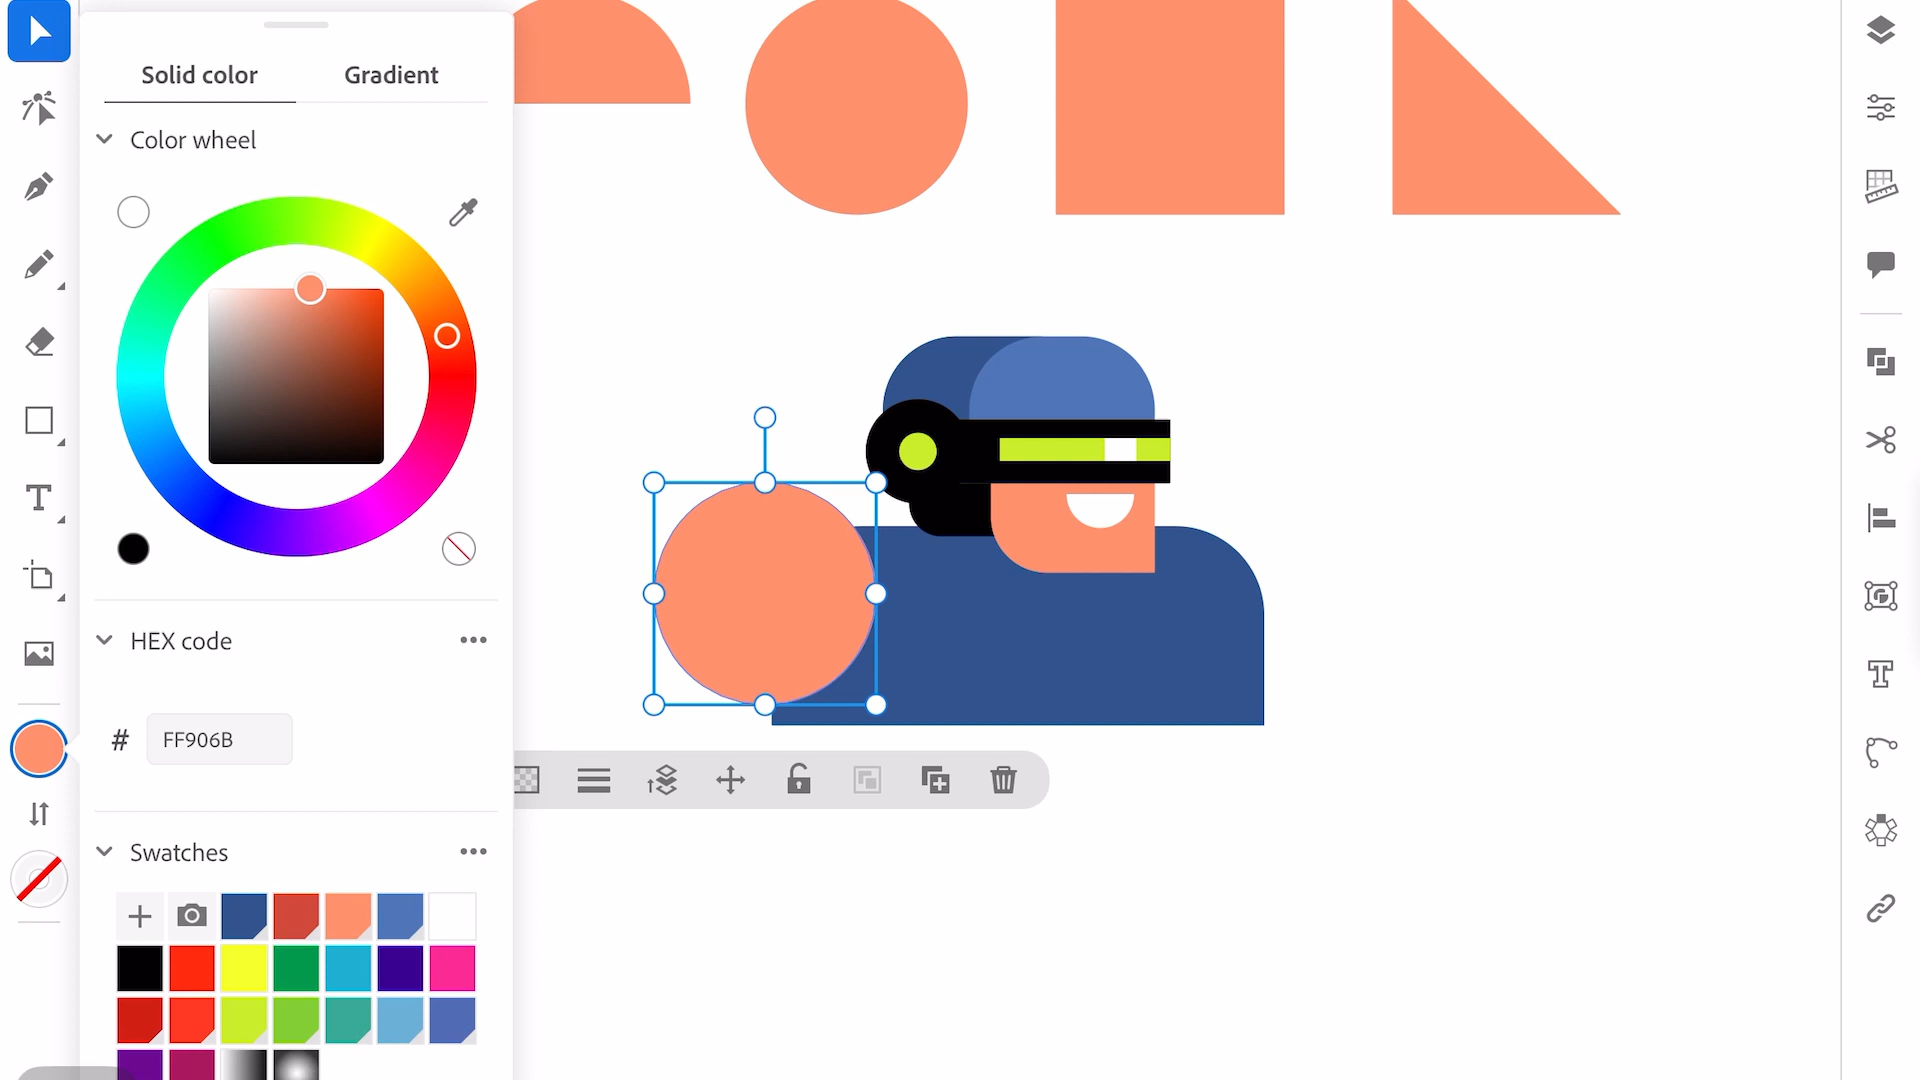 Solid color
Gradient
Color wheel
HEX code
# FF906B
Swatches